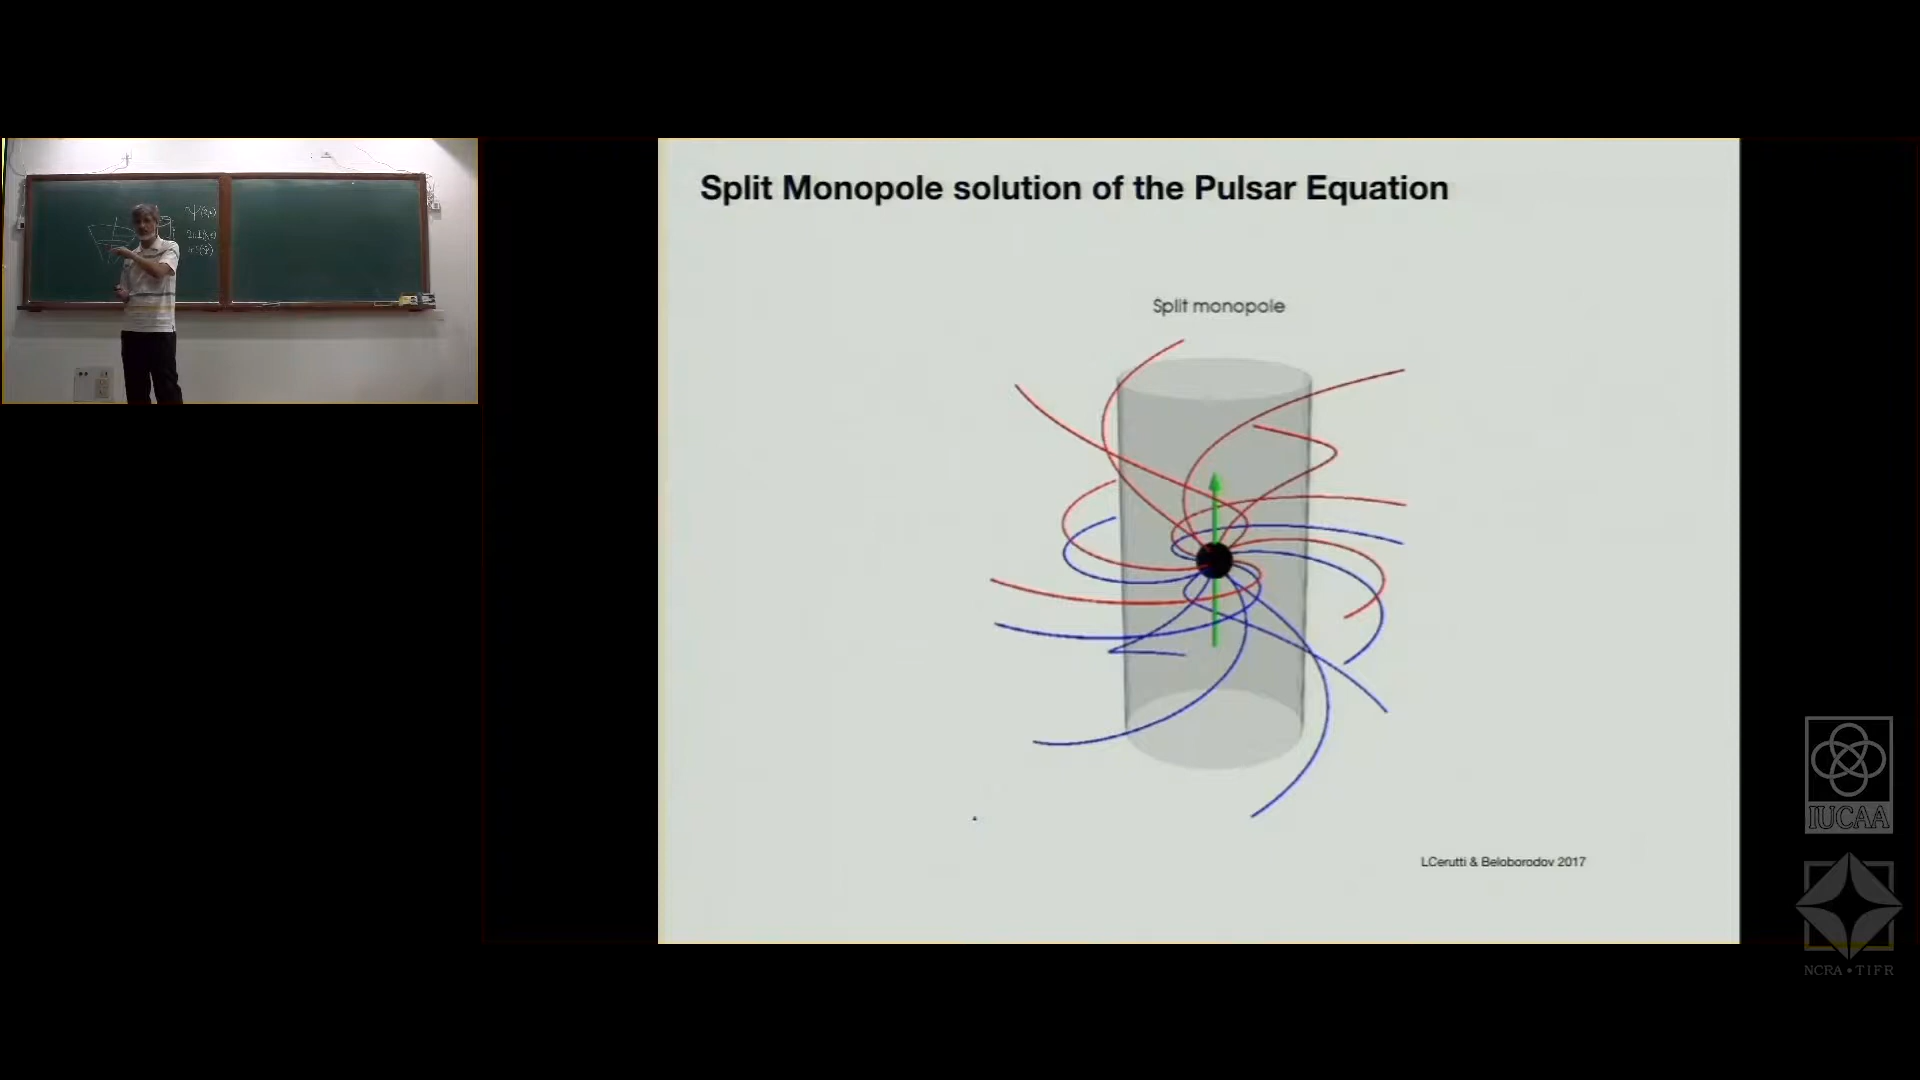 Split Monopole solution of the Pulsar Equation
Split monopole
LCerutti & Beloborodov 2017
IUCAA
NCRA•TIFR